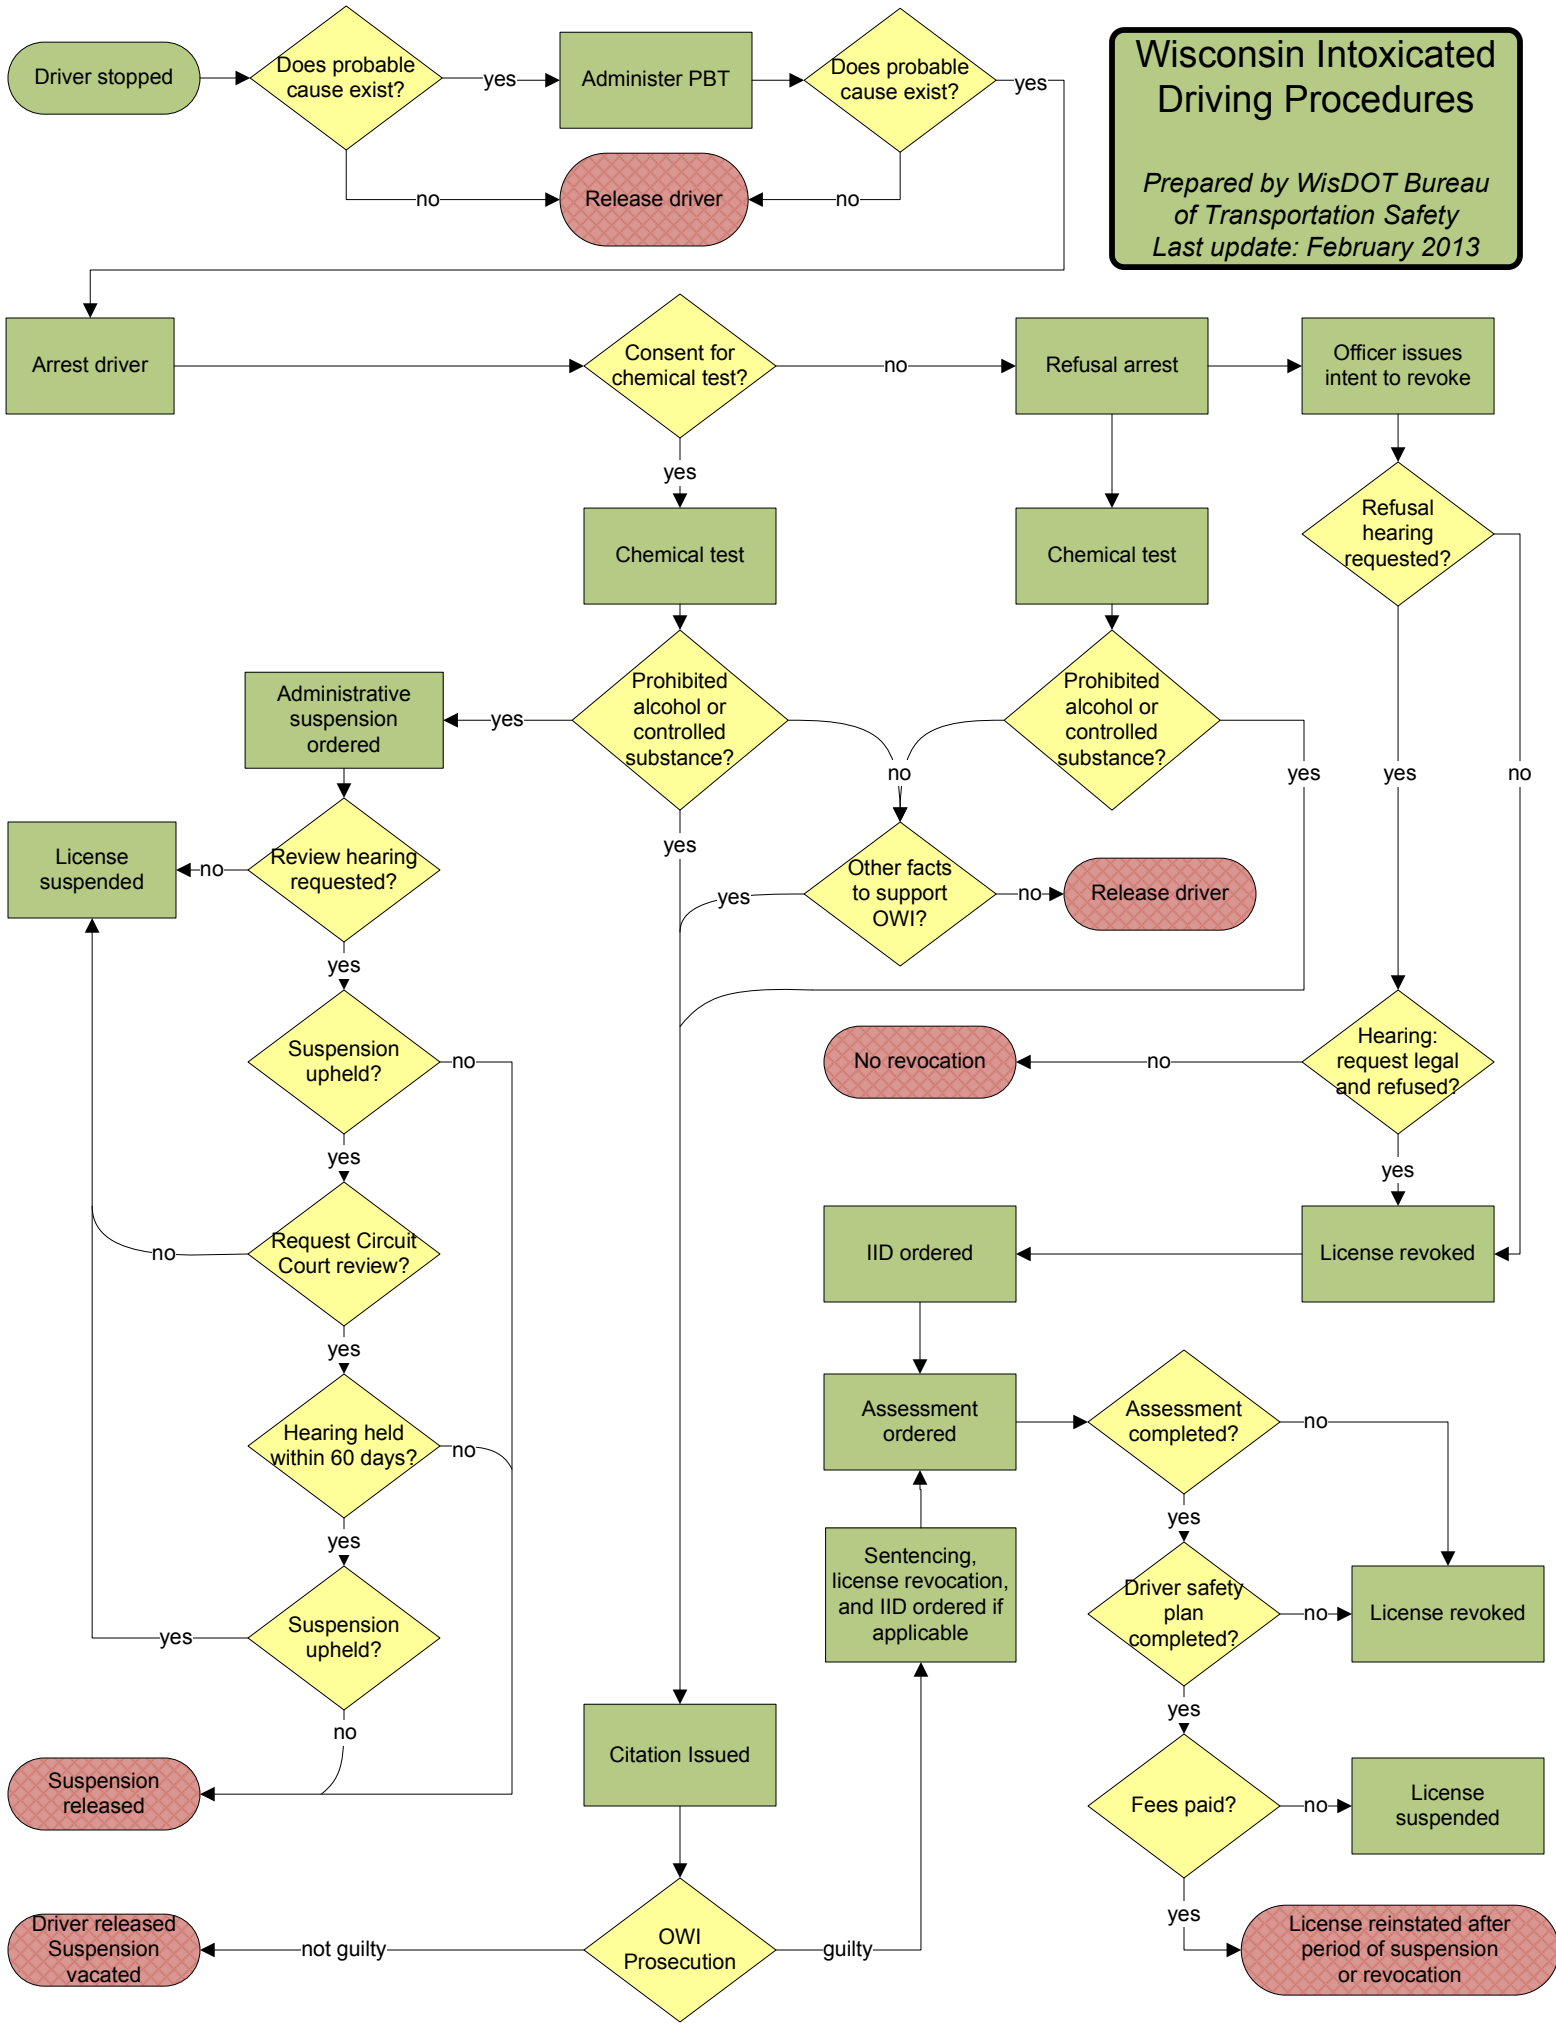 Wisconsin Intoxicated
Driving Procedures
Prepared by WisDOT Bureau
of Transportation Safety
Last update: February 2013
Driver stopped
Does probable
cause exist?
yes
Administer PBT
Does probable
cause exist?
yes
no
Release driver
no
Arrest driver
Consent for
chemical test?
no
Refusal arrest
Officer issues
intent to revoke
yes
Chemical test
Chemical test
Refusal
hearing
requested?
Administrative
suspension
ordered
yes
Prohibited
alcohol or
controlled
substance?
no
Prohibited
alcohol or
controlled
substance?
yes
yes
no
License
suspended
no
Review hearing
requested?
yes
yes
Other facts
to support
OWI?
no
Release driver
yes
Suspension
upheld?
no
No revocation
no
Hearing:
request legal
and refused?
yes
yes
no
Request Circuit
Court review?
IID ordered
License revoked
yes
Hearing held
within 60 days?
no
Assessment
ordered
Assessment
completed?
no
yes
yes
Suspension
upheld?
yes
Sentencing,
license revocation,
and IID ordered if
applicable
Driver safety
plan
completed?
no
License revoked
no
yes
Suspension
released
Citation Issued
Fees paid?
no
License
suspended
Driver released
Suspension
vacated
not guilty
OWI
Prosecution
guilty
yes
License reinstated after
period of suspension
or revocation